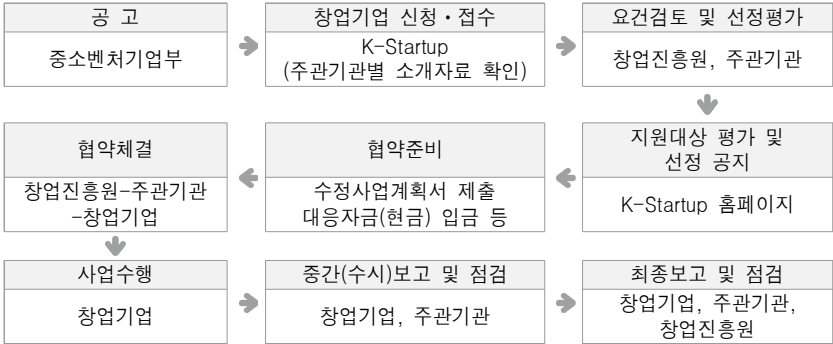 공 고
중소벤처기업부
창업기업 신청・접수
K-Startup
(주관기관별 소개자료 확인)
요건검토 및 선정평가
창업진흥원, 주관기관
지원대상 평가 및
선정 공지
K-Startup 홈페이지
협약준비
수정사업계획서 제출
대응자금(현금) 입금 등
협약체결
창업진흥원-주관기관
-창업기업
사업수행
창업기업
중간(수시)보고 및 점검
창업기업, 주관기관
최종보고 및 점검
창업기업, 주관기관,
창업진흥원